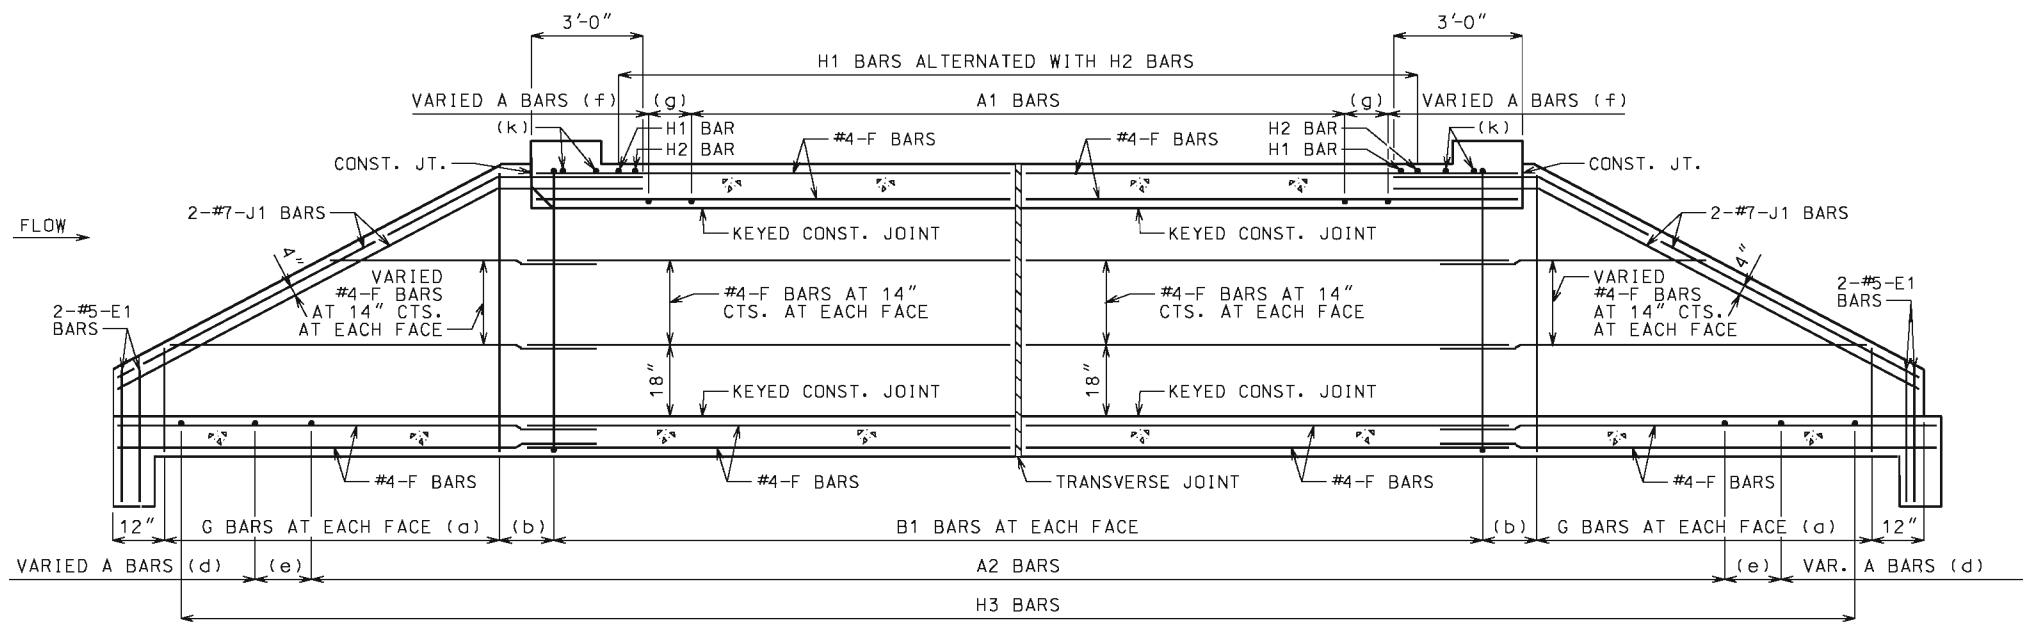 3'-0"
3'-0"
H1 BARS ALTERNATED WITH H2 BARS
VARIED A BARS (f)
(g)
A1 BARS
(g)
VARIED A BARS (f)
(k)
H1 BAR
H2 BAR
#4-F BARS
#4-F BARS
H2 BAR
H1 BAR
(k)
CONST. JT.
CONST. JT.
2-#7-J1 BARS
2-#7-J1 BARS
FLOW
KEYED CONST. JOINT
KEYED CONST. JOINT
4"
4"
VARIED
#4-F BARS
AT 14" CTS.
AT EACH FACE
#4-F BARS AT 14"
CTS. AT EACH FACE
#4-F BARS AT 14"
CTS. AT EACH FACE
VARIED
#4-F BARS
AT 14" CTS.
AT EACH FACE
2-#5-E1
BARS
2-#5-E1
BARS
18"
18"
KEYED CONST. JOINT
KEYED CONST. JOINT
#4-F BARS
#4-F BARS
TRANSVERSE JOINT
#4-F BARS
#4-F BARS
12"
G BARS AT EACH FACE (a)
(b)
B1 BARS AT EACH FACE
(b)
G BARS AT EACH FACE (a)
12"
VARIED A BARS (d)
(e)
A2 BARS
(e)
VAR. A BARS (d)
H3 BARS